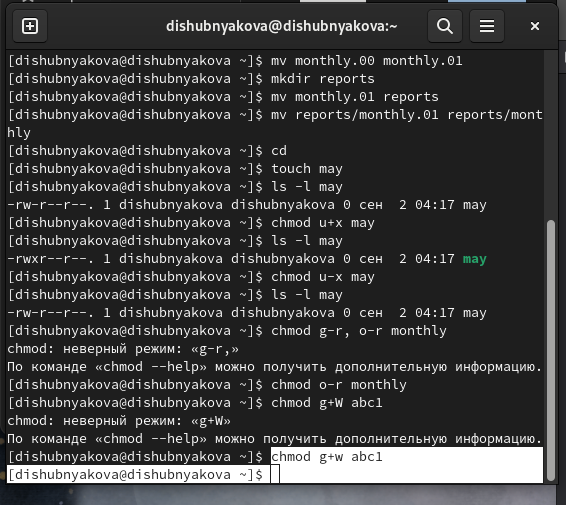 dishubnyakova@dishubnyakova:~
[dishubnyakova@dishubnyakova ~]$ mv monthly.00 monthly.01
[dishubnyakova@dishubnyakova ~]$ mkdir reports
[dishubnyakova@dishubnyakova ~]$ mv monthly.01 reports
[dishubnyakova@dishubnyakova ~]$ mv reports/monthly.01 reports/mont
hly
[dishubnyakova@dishubnyakova ~]$ cd
[dishubnyakova@dishubnyakova ~]$ touch may
[dishubnyakova@dishubnyakova ~]$ ls -l may
-rw-r--r--. 1 dishubnyakova dishubnyakova 0 сен  2 04:17 may
[dishubnyakova@dishubnyakova ~]$ chmod u+x may
[dishubnyakova@dishubnyakova ~]$ ls -l may
-rwxr--r--. 1 dishubnyakova dishubnyakova 0 сен  2 04:17 may
[dishubnyakova@dishubnyakova ~]$ chmod u-x may
[dishubnyakova@dishubnyakova ~]$ ls -l may
-rw-r--r--. 1 dishubnyakova dishubnyakova 0 сен  2 04:17 may
[dishubnyakova@dishubnyakova ~]$ chmod g-r, o-r monthly
chmod: неверный режим: «g-r,»
По команде «chmod --help» можно получить дополнительную информацию.
[dishubnyakova@dishubnyakova ~]$ chmod o-r monthly
[dishubnyakova@dishubnyakova ~]$ chmod g+W abc1
chmod: неверный режим: «g+W»
По команде «chmod --help» можно получить дополнительную информацию.
[dishubnyakova@dishubnyakova ~]$ chmod g+w abc1
[dishubnyakova@dishubnyakova ~]$